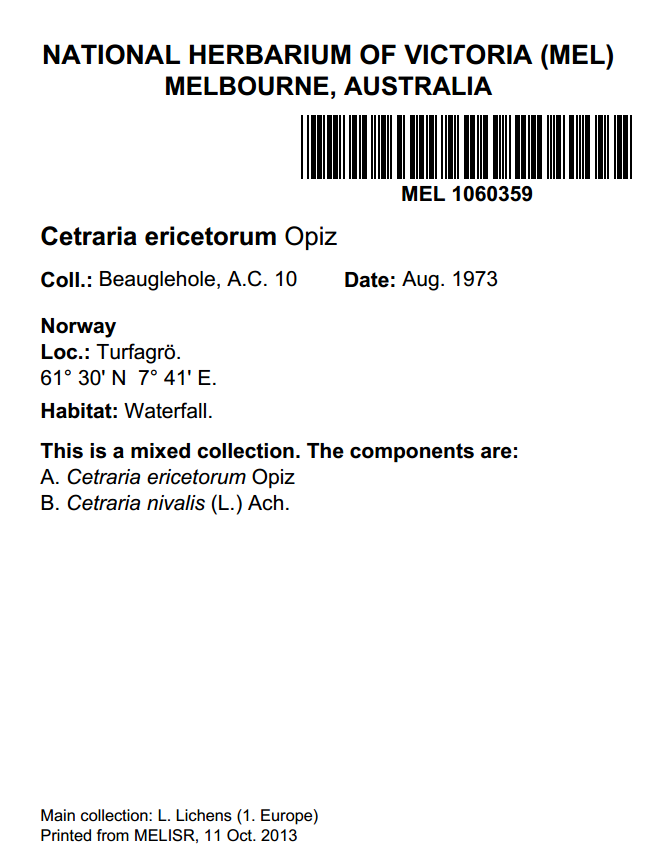 NATIONAL HERBARIUM OF VICTORIA (MEL)
MELBOURNE, AUSTRALIA
MEL 1060359
Cetraria ericetorum Opiz
Coll.: Beauglehole, A.C. 10 Date: Aug. 1973
Norway
Loc.: Turfagrö.
61° 30' N 7° 41' E.
Habitat: Waterfall.
This is a mixed collection. The components are:
A. Cetraria ericetorum Opiz
B. Cetraria nivalis (L.) Ach.
Main collection: L. Lichens (1. Europe)
Printed from MELISR, 11 Oct. 2013